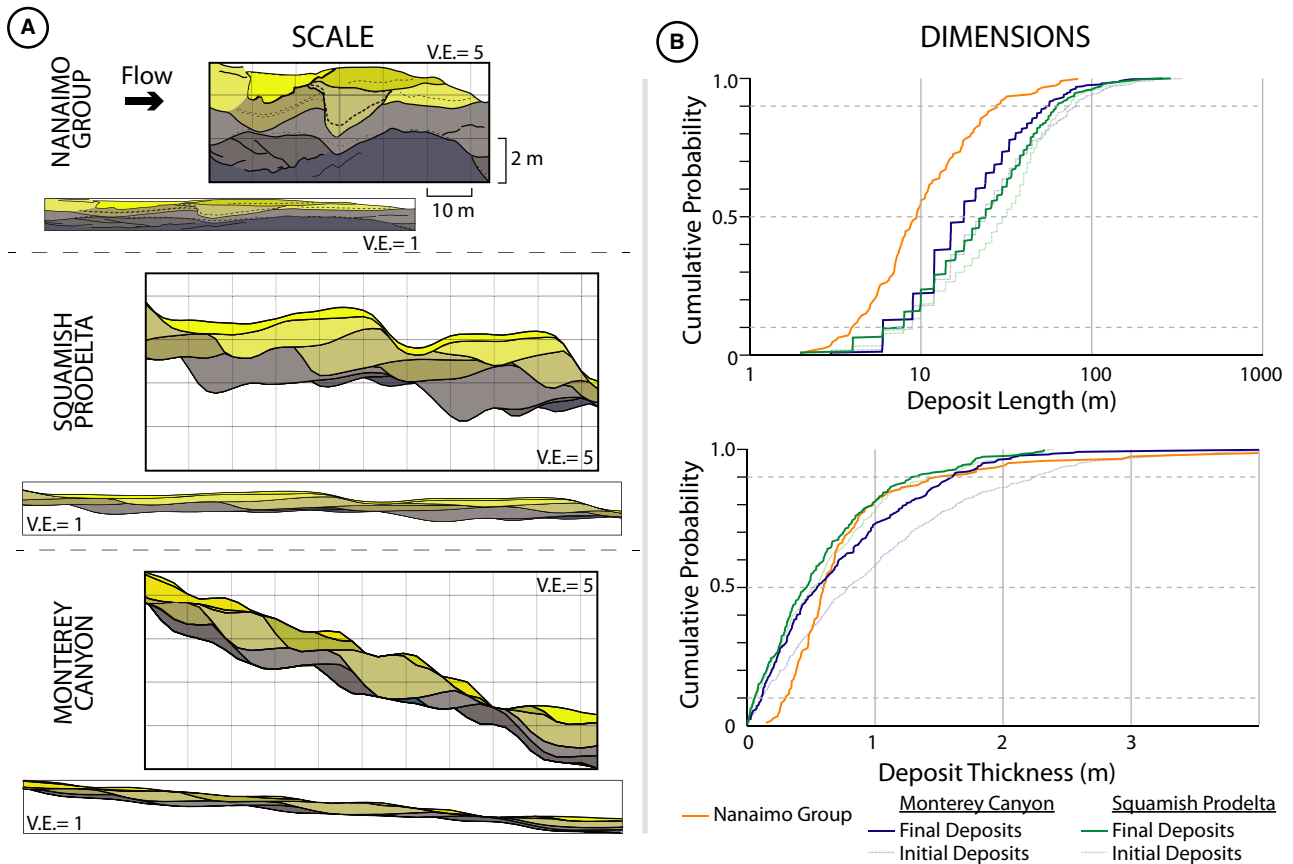 A
SCALE
V.E.= 5
NANAIMO
GROUP
Flow
2 m
10 m
V.E.= 1
SQUAMISH
PRODELTA
V.E.= 5
V.E.= 1
MONTEREY
CANYON
V.E.= 5
V.E.= 1
B
DIMENSIONS
Cumulative Probability
1.0
0.5
0
1
10
100
1000
Deposit Length (m)
Cumulative Probability
1.0
0.5
0
0
1
2
3
Deposit Thickness (m)
Nanaimo Group
Monterey Canyon
Final Deposits
Initial Deposits
Squamish Prodelta
Final Deposits
Initial Deposits